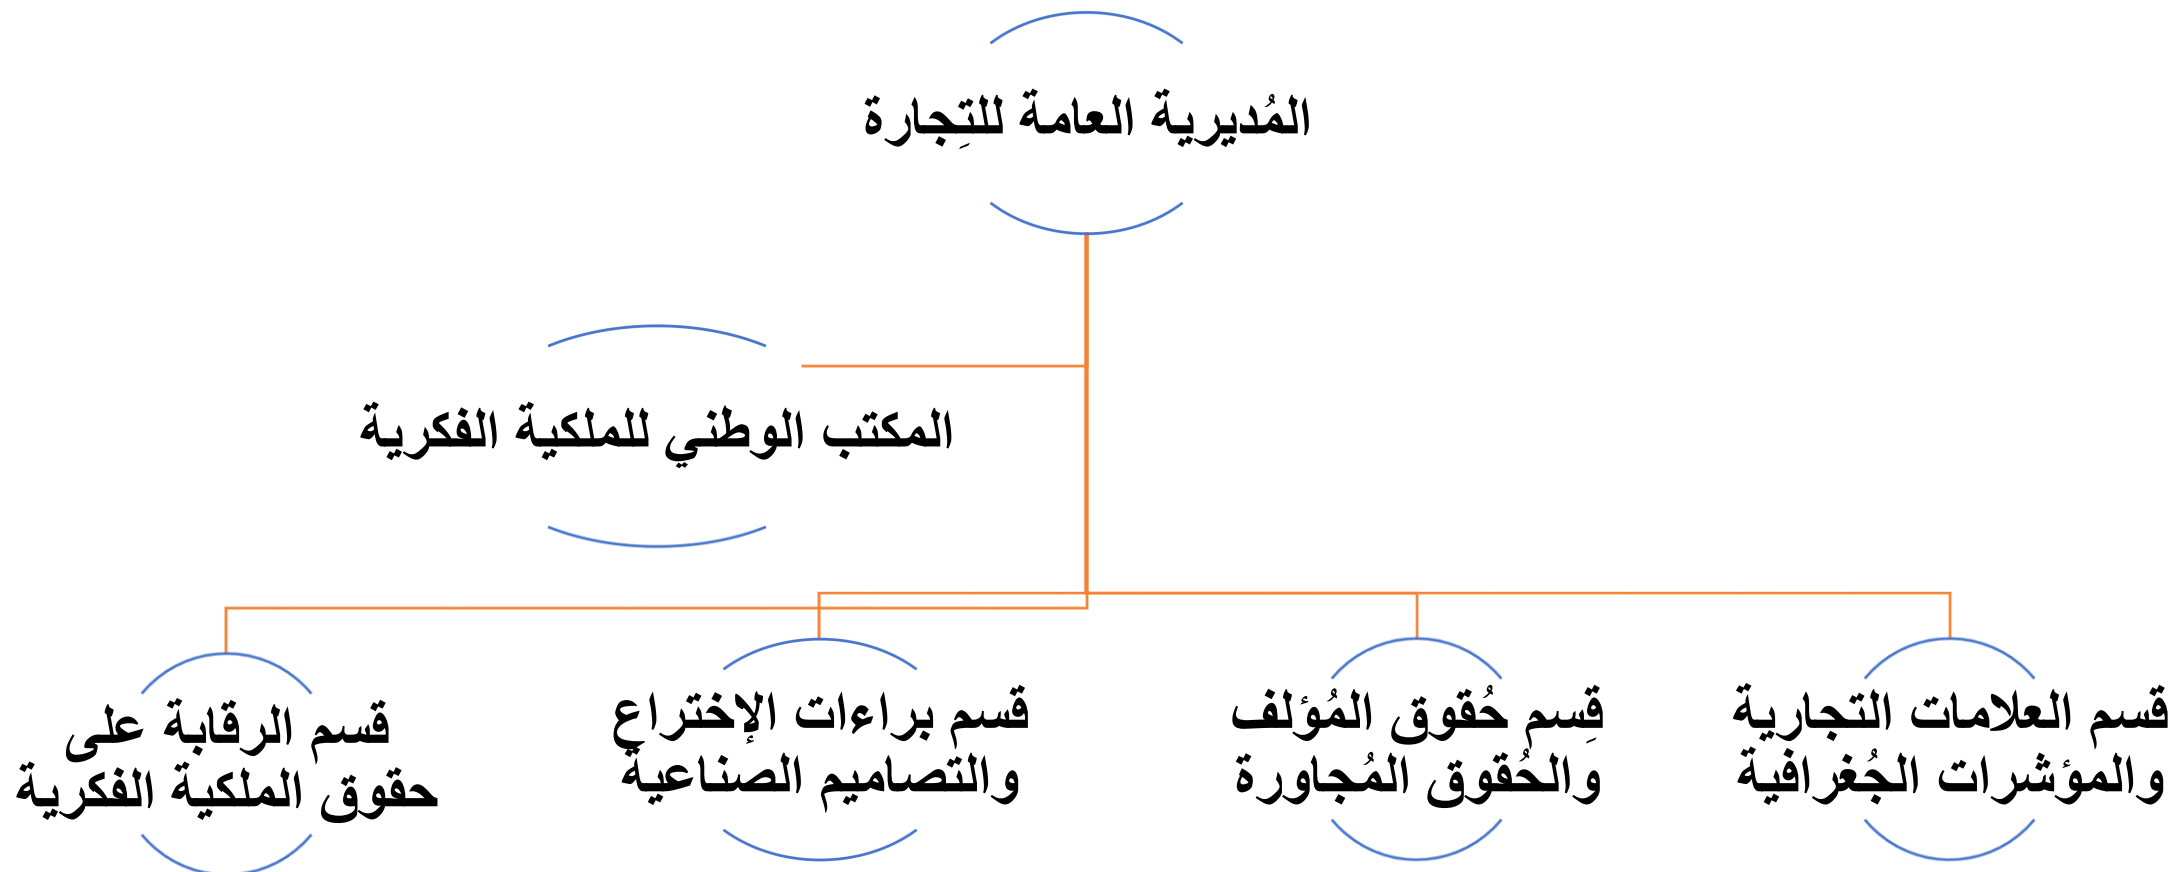 المُديرية العامة للتِجارة
المكتب الوطني للملكية الفكرية
قسم العلامات التجارية
والمؤشرات الجُغرافية
قِسم حُقوق المُؤلف
والحُقوق المُجاورة
قسم براءات الإختراع
والتصاميم الصناعية
قسم الرقابة على
حقوق الملكية الفكرية